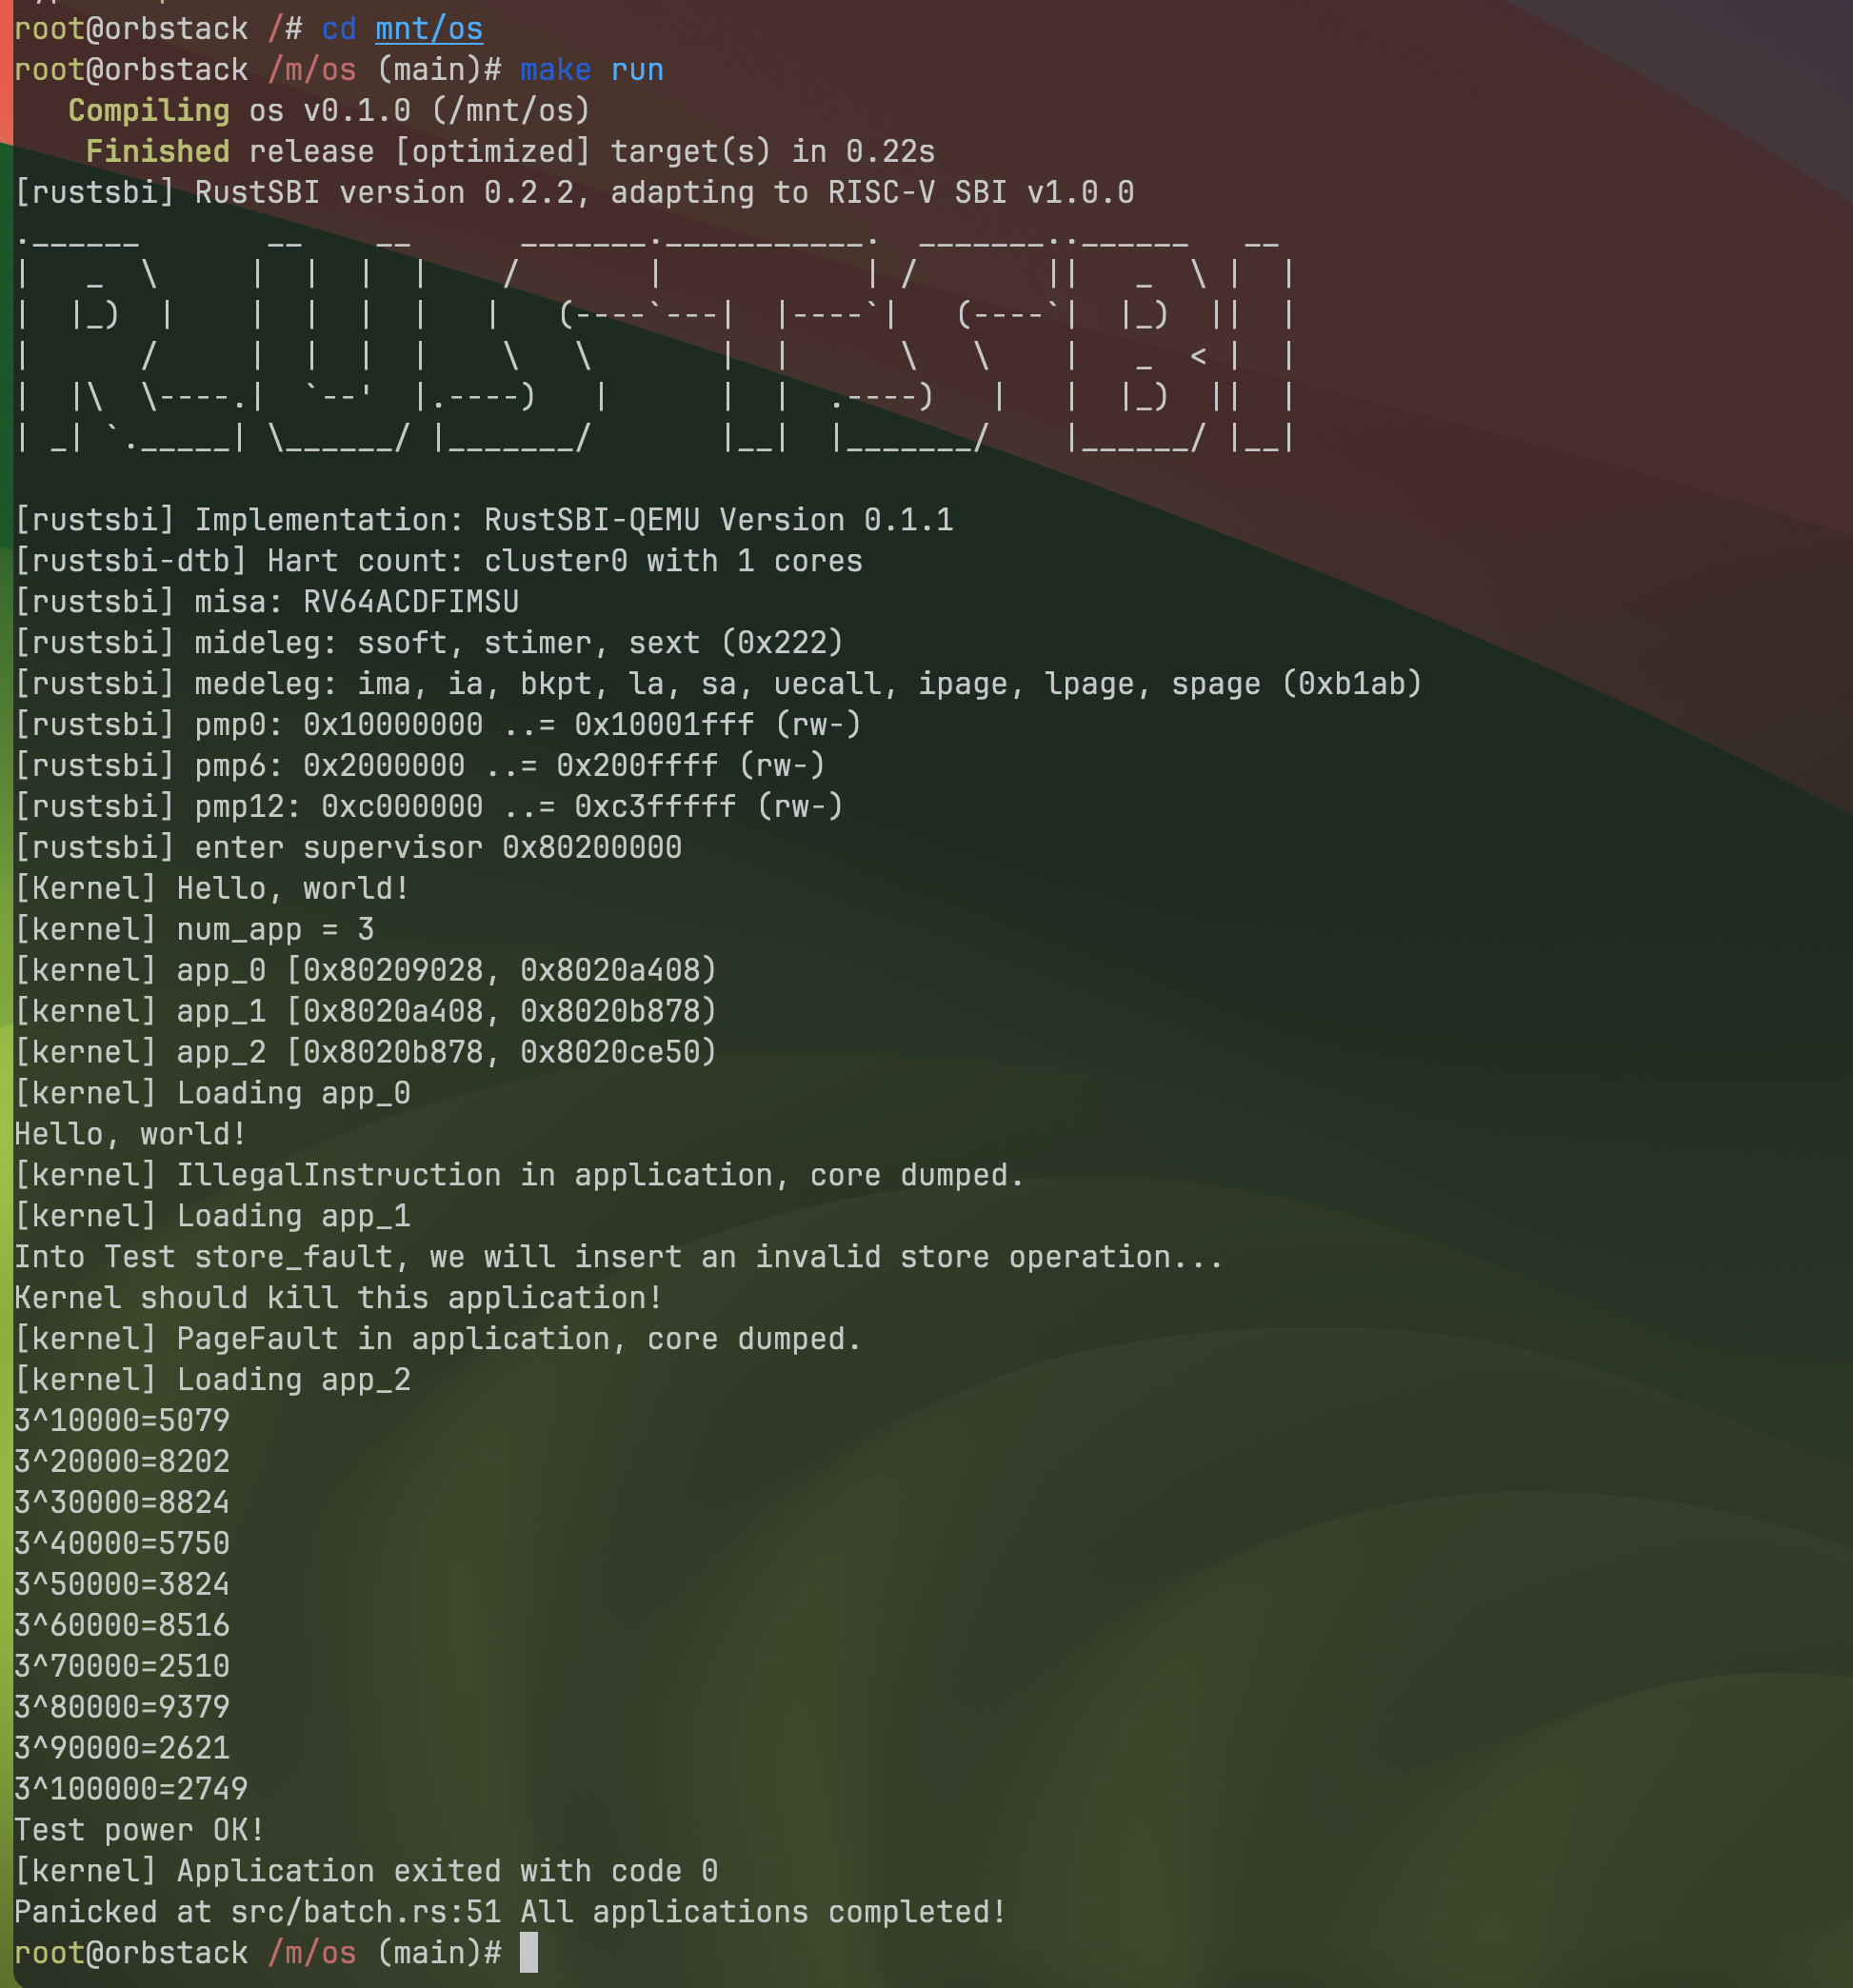 root@orbstack /# cd mnt/os
root@orbstack /m/os (main)# make run
   Compiling os v0.1.0 (/mnt/os)
    Finished release [optimized] target(s) in 0.22s
[rustsbi] RustSBI version 0.2.2, adapting to RISC-V SBI v1.0.0
.______       __    __      _______.___________.  _______..______   __
|   _  \     |  |  |  |    /       |           | /       ||   _  \ |  |
|  |_)  |    |  |  |  |   |   (----`---|  |----`|   (----`|  |_)  ||  |
|      /     |  |  |  |    \   \       |  |      \   \    |   _  < |  |
|  |\  \----.|  `--'  |.----)   |      |  |  .----)   |   |  |_)  ||  |
| _| `._____| \______/ |_______/       |__|  |_______/    |______/ |__|
[rustsbi] Implementation: RustSBI-QEMU Version 0.1.1
[rustsbi-dtb] Hart count: cluster0 with 1 cores
[rustsbi] misa: RV64ACDFIMSU
[rustsbi] mideleg: ssoft, stimer, sext (0x222)
[rustsbi] medeleg: ima, ia, bkpt, la, sa, uecall, ipage, lpage, spage (0xb1ab)
[rustsbi] pmp0: 0x10000000 ..= 0x10001fff (rw-)
[rustsbi] pmp6: 0x2000000 ..= 0x200ffff (rw-)
[rustsbi] pmp12: 0xc000000 ..= 0xc3fffff (rw-)
[rustsbi] enter supervisor 0x80200000
[Kernel] Hello, world!
[kernel] num_app = 3
[kernel] app_0 [0x80209028, 0x8020a408)
[kernel] app_1 [0x8020a408, 0x8020b878)
[kernel] app_2 [0x8020b878, 0x8020ce50)
[kernel] Loading app_0
Hello, world!
[kernel] IllegalInstruction in application, core dumped.
[kernel] Loading app_1
Into Test store_fault, we will insert an invalid store operation...
Kernel should kill this application!
[kernel] PageFault in application, core dumped.
[kernel] Loading app_2
3^10000=5079
3^20000=8202
3^30000=8824
3^40000=5750
3^50000=3824
3^60000=8516
3^70000=2510
3^80000=9379
3^90000=2621
3^100000=2749
Test power OK!
[kernel] Application exited with code 0
Panicked at src/batch.rs:51 All applications completed!
root@orbstack /m/os (main)#